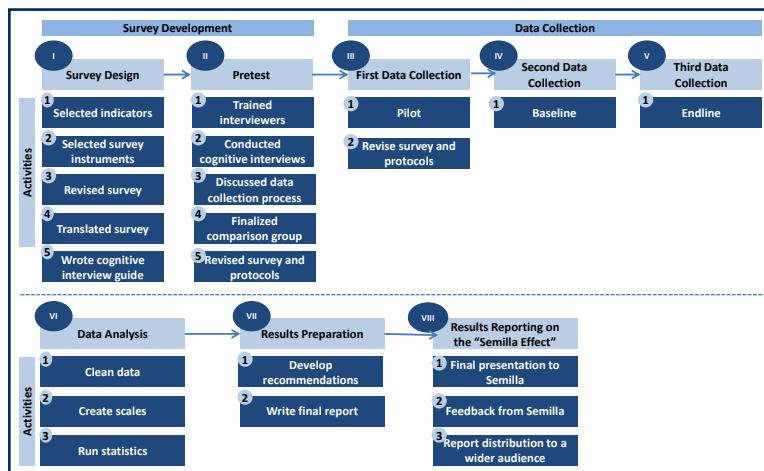 Survey Development
Data Collection
I
II
III
IV
V
Survey Design
Pretest
First Data Collection
Second Data
Collection
Third Data
Collection
Activities
1
Selected indicators
2
Selected survey
instruments
3
Revised survey
4
Translated survey
5
Wrote cognitive
interview guide
1
Trained
interviewers
2
Conducted
cognitive interviews
3
Discussed data
collection process
4
Finalized
comparison group
5
Revised survey and
protocols
1
Pilot
2
Revise survey and
protocols
1
Baseline
1
Endline
VI
VII
VIII
Data Analysis
Results Preparation
Results Reporting on
the “Semilla Effect”
Activities
1
Clean data
2
Create scales
3
Run statistics
1
Develop
recommendations
2
Write final report
1
Final presentation to
Semilla
2
Feedback from Semilla
3
Report distribution to a
wider audience